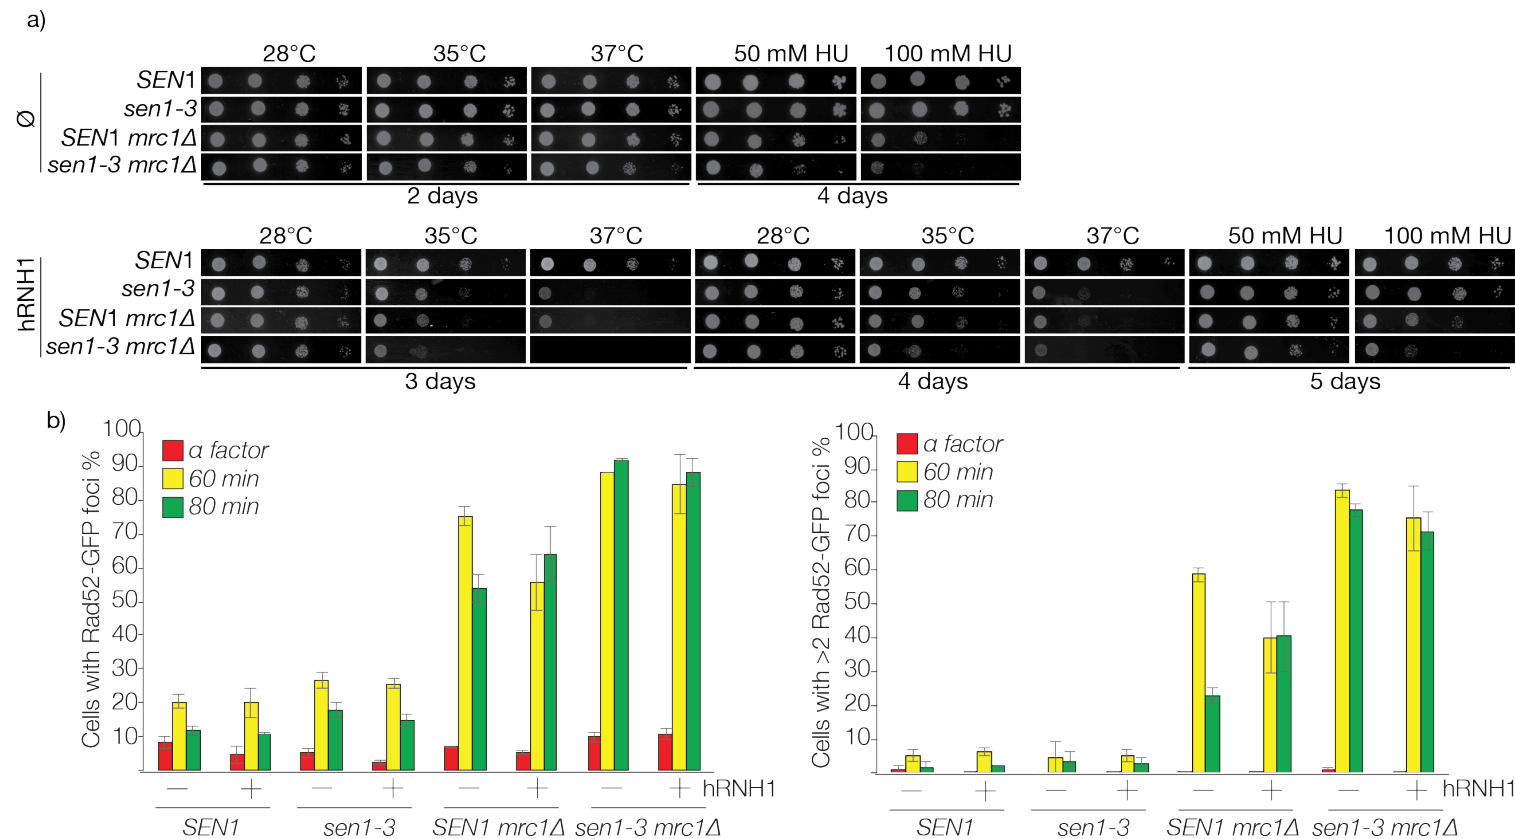 a)
28°C 35°C 37°C 50 mM HU 100 mM HU
Ø
SEN1
sen1-3
SEN1 mrc1Δ
sen1-3 mrc1Δ
2 days 4 days
28°C 35°C 37°C 28°C 35°C 37°C 50 mM HU 100 mM HU
hRNH1
SEN1
sen1-3
SEN1 mrc1Δ
sen1-3 mrc1Δ
3 days 4 days 5 days
b)
Cells with Rad52-GFP foci %
100
90
80
70
60
50
40
30
20
10
α factor
60 min
80 min
— + — + — + — + hRNH1
SEN1 sen1-3 SEN1 mrc1Δ sen1-3 mrc1Δ
Cells with >2 Rad52-GFP foci %
100
90
80
70
60
50
40
30
20
10
α factor
60 min
80 min
— + — + — + — + hRNH1
SEN1 sen1-3 SEN1 mrc1Δ sen1-3 mrc1Δ